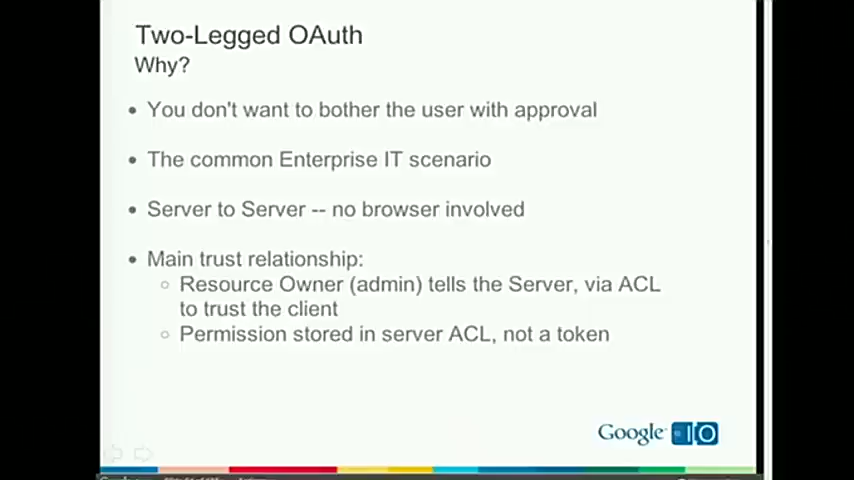 Two-Legged OAuth
Why?
• You don't want to bother the user with approval
• The common Enterprise IT scenario
• Server to Server -- no browser involved
• Main trust relationship:
○ Resource Owner (admin) tells the Server, via ACL
to trust the client
○ Permission stored in server ACL, not a token
Google IO